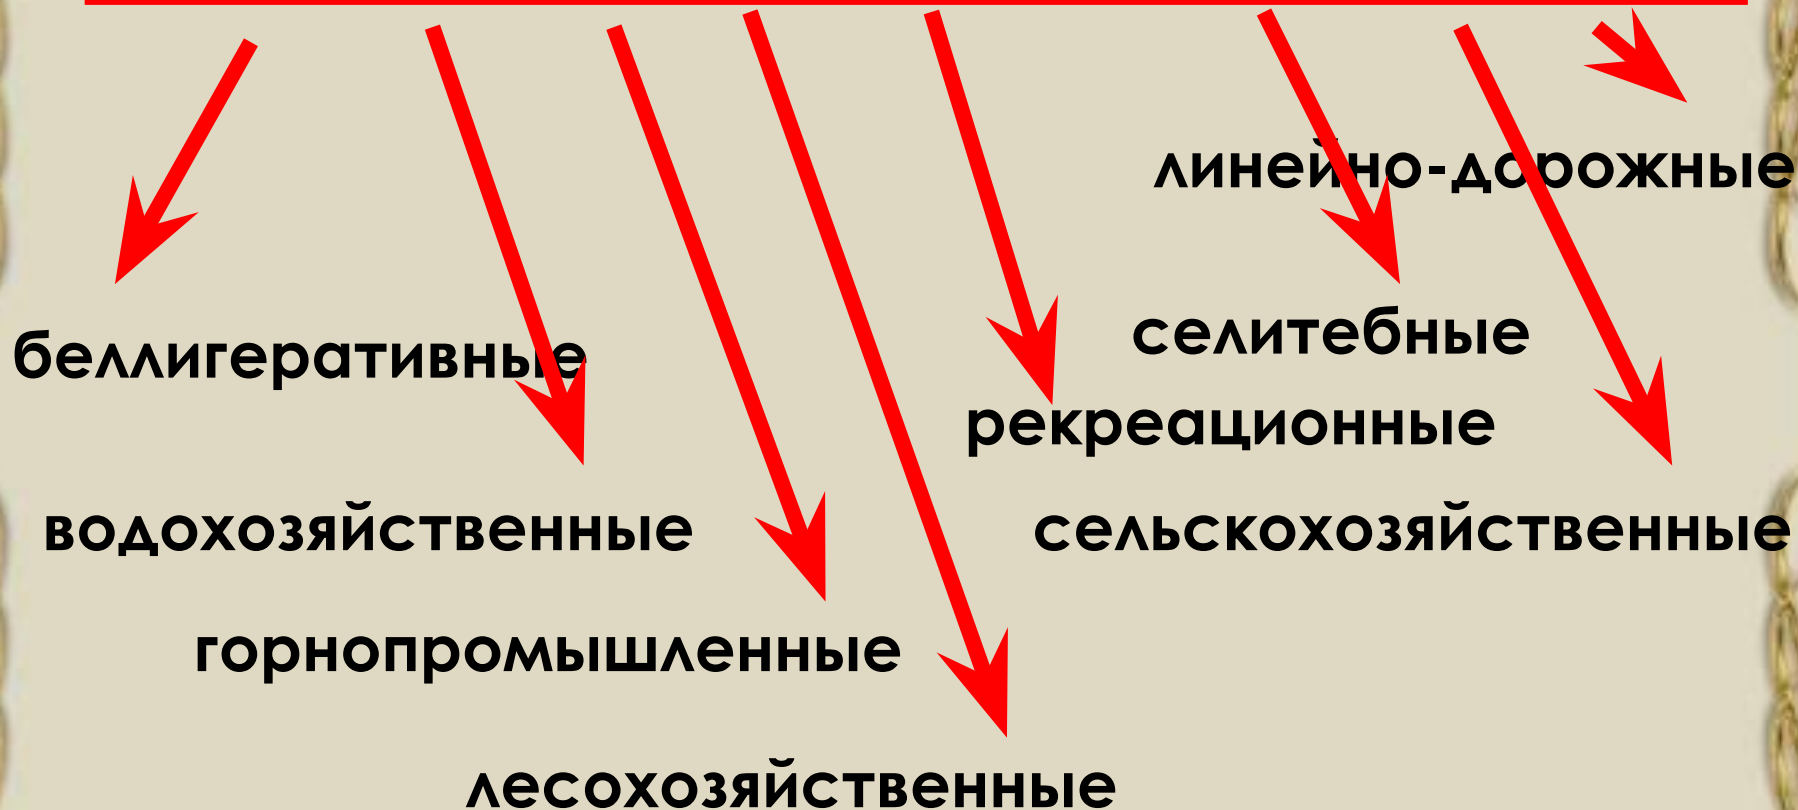 линейно-дорожные
селитебные
беллигеративные
рекреационные
водохозяйственные
сельскохозяйственные
горнопромышленные
лесохозяйственные